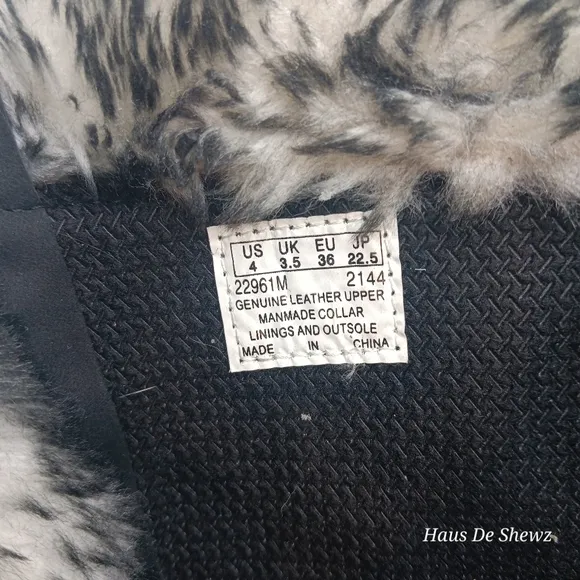 US UK EU JP
4 3.5 36 22.5
22961M 2144
GENUINE LEATHER UPPER
MANMADE COLLAR
LININGS AND OUTSOLE
MADE IN CHINA
Haus De Shewz